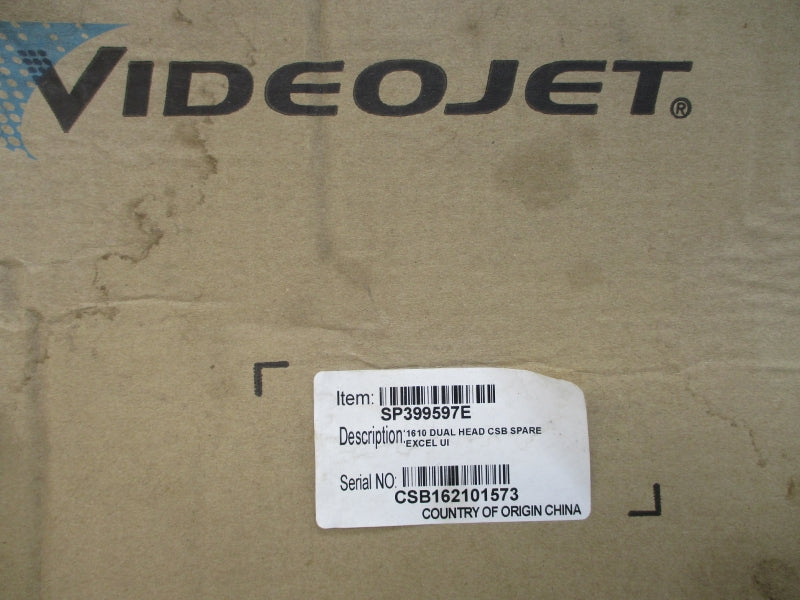 VIDEOJET®
Item:
SP399597E
Description: 1610 DUAL HEAD CSB SPARE
EXCEL UI
Serial NO:
CSB162101573
COUNTRY OF ORIGIN CHINA